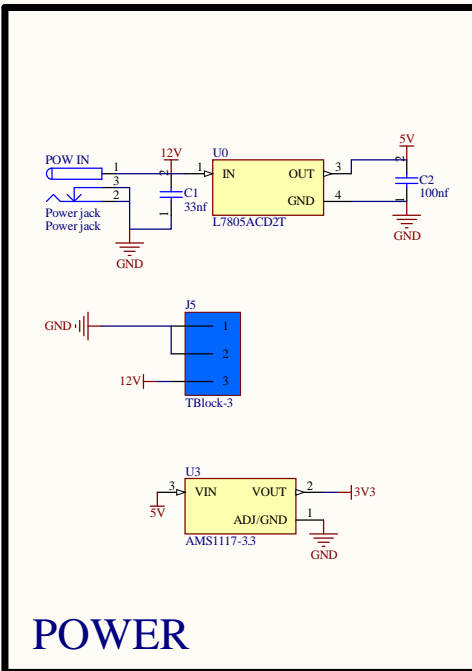 POW IN
1
3
2
Power jack
Power jack
GND
12V
2
C1
33nf
1
U0
1
IN
OUT
3
GND
4
L7805ACD2T
5V
2
C2
100nf
1
GND
J5
GND
1
2
12V
3
TBlock-3
U3
3
VIN
VOUT
2
3V3
5V
ADJ/GND
1
AMS1117-3.3
GND
POWER